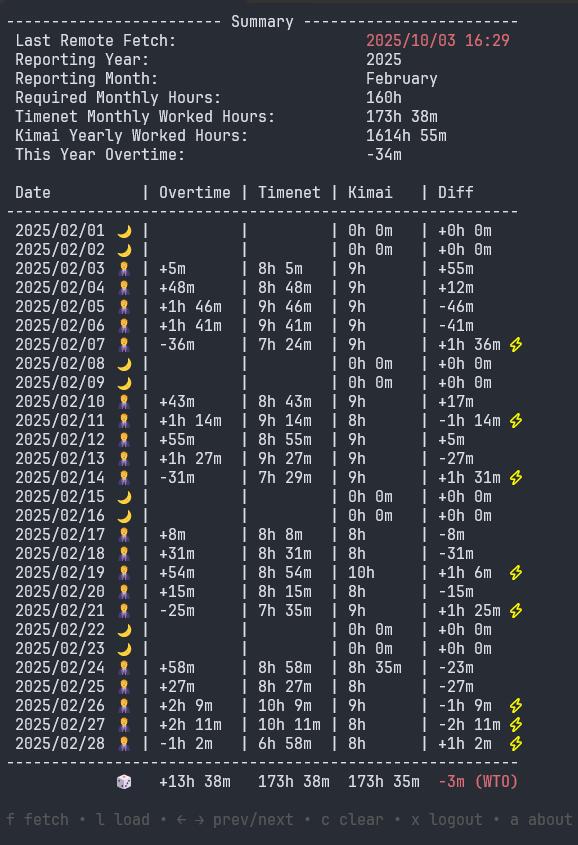 ------------------------ Summary ------------------------
Last Remote Fetch: 2025/10/03 16:29
Reporting Year: 2025
Reporting Month: February
Required Monthly Hours: 160h
Timenet Monthly Worked Hours: 173h 38m
Kimai Yearly Worked Hours: 1614h 55m
This Year Overtime: -34m
Date | Overtime | Timenet | Kimai | Diff
---------------------------------------------------------
2025/02/01 🌙 | | | 0h 0m | +0h 0m
2025/02/02 🌙 | | | 0h 0m | +0h 0m
2025/02/03 | +5m | 8h 5m | 9h | +55m
2025/02/04 | +48m | 8h 48m | 9h | +12m
2025/02/05 | +1h 46m | 9h 46m | 9h | -46m
2025/02/06 | +1h 41m | 9h 41m | 9h | -41m
2025/02/07 | -36m | 7h 24m | 9h | +1h 36m ⚡
2025/02/08 🌙 | | | 0h 0m | +0h 0m
2025/02/09 🌙 | | | 0h 0m | +0h 0m
2025/02/10 | +43m | 8h 43m | 9h | +17m
2025/02/11 | +1h 14m | 9h 14m | 8h | -1h 14m ⚡
2025/02/12 | +55m | 8h 55m | 9h | +5m
2025/02/13 | +1h 27m | 9h 27m | 9h | -27m
2025/02/14 | -31m | 7h 29m | 9h | +1h 31m ⚡
2025/02/15 🌙 | | | 0h 0m | +0h 0m
2025/02/16 🌙 | | | 0h 0m | +0h 0m
2025/02/17 | +8m | 8h 8m | 8h | -8m
2025/02/18 | +31m | 8h 31m | 8h | -31m
2025/02/19 | +54m | 8h 54m | 10h | +1h 6m ⚡
2025/02/20 | +15m | 8h 15m | 8h | -15m
2025/02/21 | -25m | 7h 35m | 9h | +1h 25m ⚡
2025/02/22 🌙 | | | 0h 0m | +0h 0m
2025/02/23 🌙 | | | 0h 0m | +0h 0m
2025/02/24 | +58m | 8h 58m | 8h 35m | -23m
2025/02/25 | +27m | 8h 27m | 8h | -27m
2025/02/26 | +2h 9m | 10h 9m | 9h | -1h 9m ⚡
2025/02/27 | +2h 11m | 10h 11m | 8h | -2h 11m ⚡
2025/02/28 | -1h 2m | 6h 58m | 8h | +1h 2m ⚡
---------------------------------------------------------
🎲 +13h 38m 173h 38m 173h 35m -3m (WTO)
f fetch • l load • ← → prev/next • c clear • x logout • a about